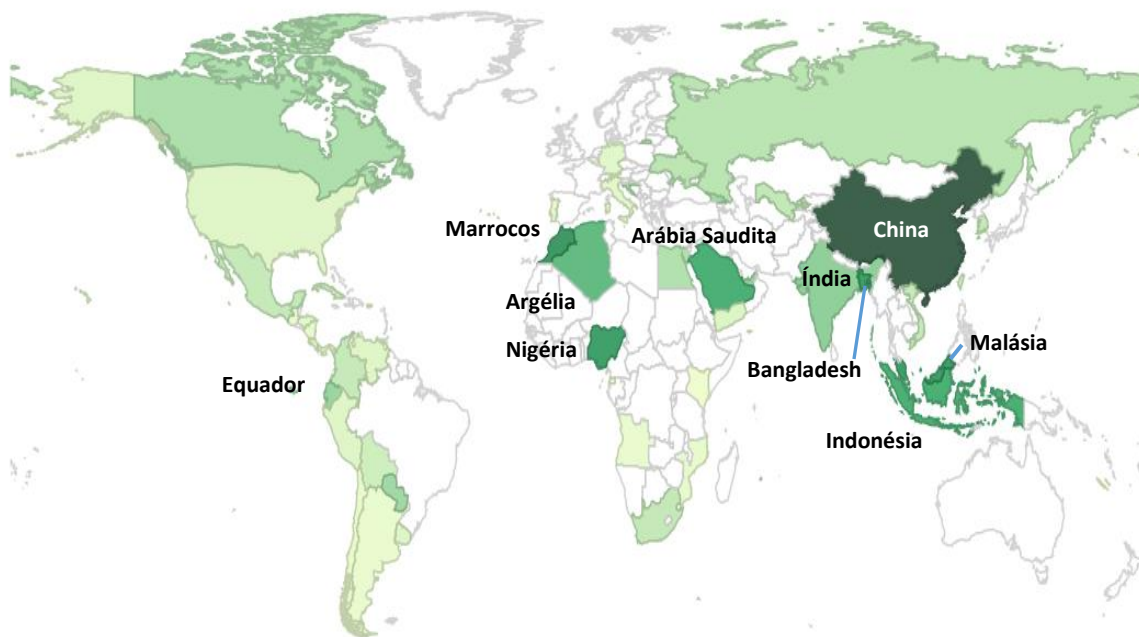 China
Marrocos
Arábia Saudita
Índia
Argélia
Malásia
Nigéria
Bangladesh
Equador
Indonésia